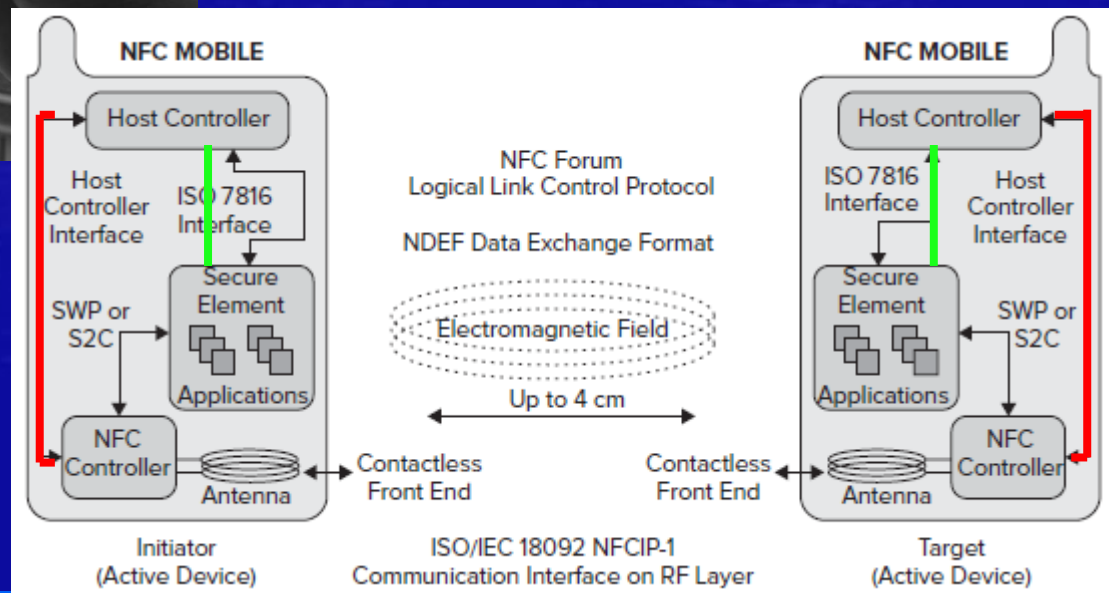 NFC MOBILE
Host Controller
Host
Controller
Interface
ISO 7816
Interface
Secure
Element
SWP or
S2C
Applications
NFC
Controller
Antenna
Initiator
(Active Device)
NFC Forum
Logical Link Control Protocol
NDEF Data Exchange Format
Electromagnetic Field
Up to 4 cm
Contactless
Front End
Contactless
Front End
ISO/IEC 18092 NFCIP-1
Communication Interface on RF Layer
NFC MOBILE
Host Controller
ISO 7816
Interface
Host
Controller
Interface
Secure
Element
SWP or
S2C
Applications
NFC
Controller
Antenna
Target
(Active Device)